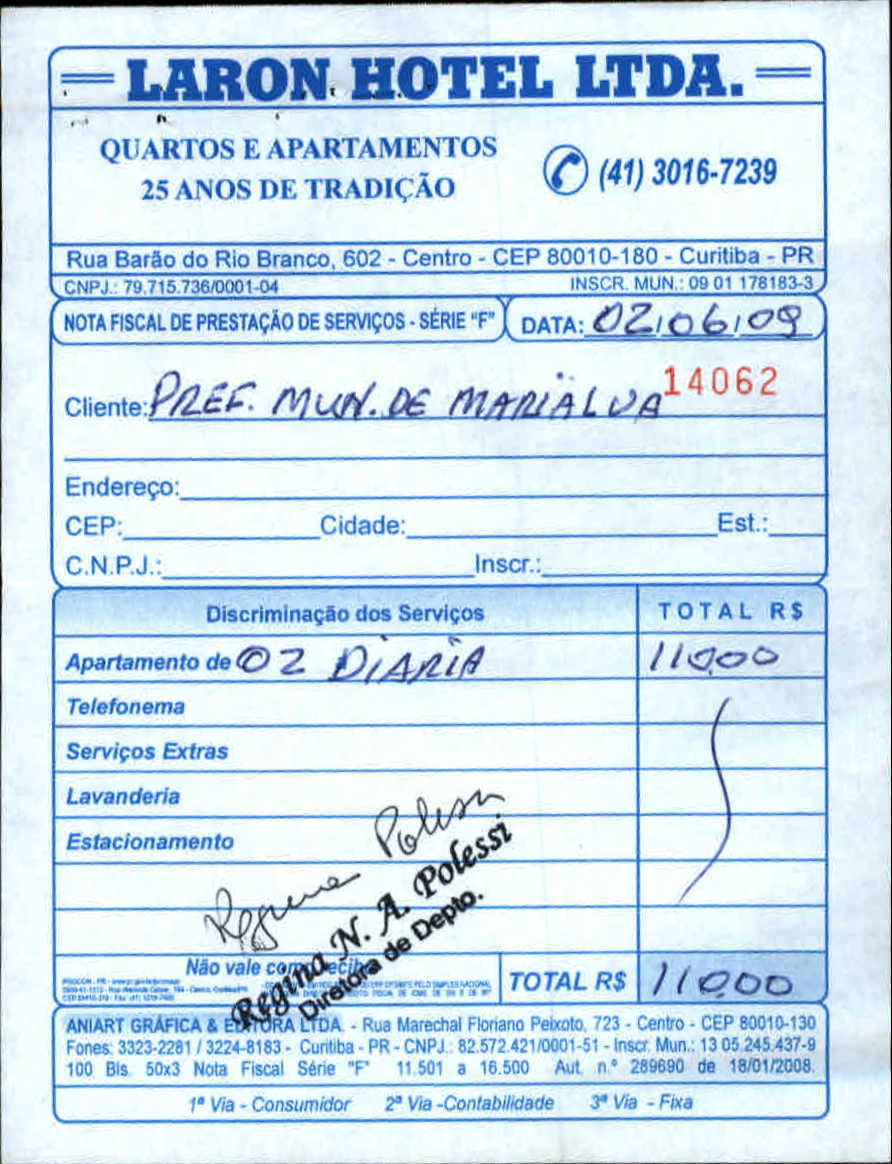 LARON HOTEL LTDA.
QUARTOS E APARTAMENTOS
25 ANOS DE TRADIÇÃO
(41) 3016-7239
Rua Barão do Rio Branco, 602 - Centro - CEP 80010-180 - Curitiba - PR
CNPJ.: 79.715.736/0001-04 INSCR. MUN.: 09 01 178183-3
NOTA FISCAL DE PRESTAÇÃO DE SERVIÇOS - SÉRIE "F" DATA: 02/06/09
14062
Cliente: PREF. MUN. DE MARIALVA
Endereço:
CEP: Cidade: Est.:
C.N.P.J.: Inscr.:
Discriminação dos Serviços TOTAL R$
Apartamento de 02 DIARIA 110,00
Telefonema
Serviços Extras
Lavanderia
Estacionamento
Regina Polessi
Regina N. A. Polessi
Diretora de Depto.
Não vale como recibo
TOTAL R$ 110,00
ANIART GRÁFICA & EDITORA LTDA. - Rua Marechal Floriano Peixoto, 723 - Centro - CEP 80010-130
Fones: 3323-2281 / 3224-8183 - Curitiba - PR - CNPJ.: 82.572.421/0001-51 - Inscr. Mun.: 13 05.245.437-9
100 Bls. 50x3 Nota Fiscal Série "F" 11.501 a 16.500 Aut. n.º 289690 de 18/01/2008.
1ª Via - Consumidor 2ª Via -Contabilidade 3ª Via - Fixa